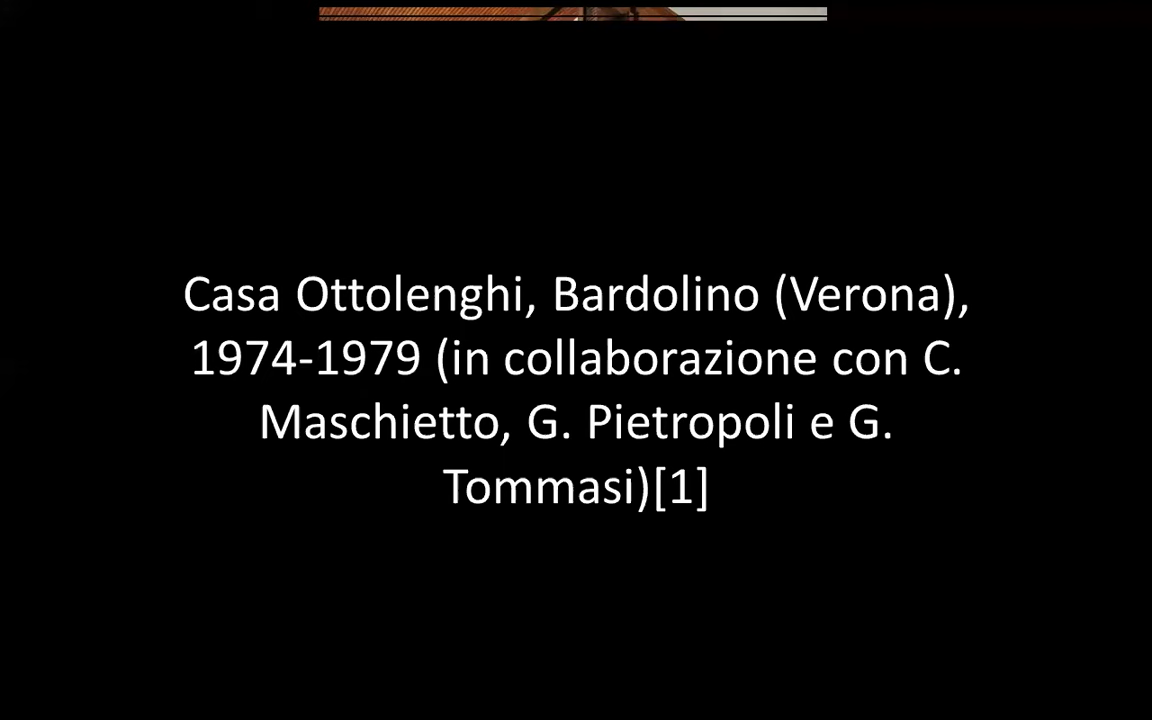 Casa Ottolenghi, Bardolino (Verona),
1974-1979 (in collaborazione con C.
Maschietto, G. Pietropoli e G.
Tommasi)[1]